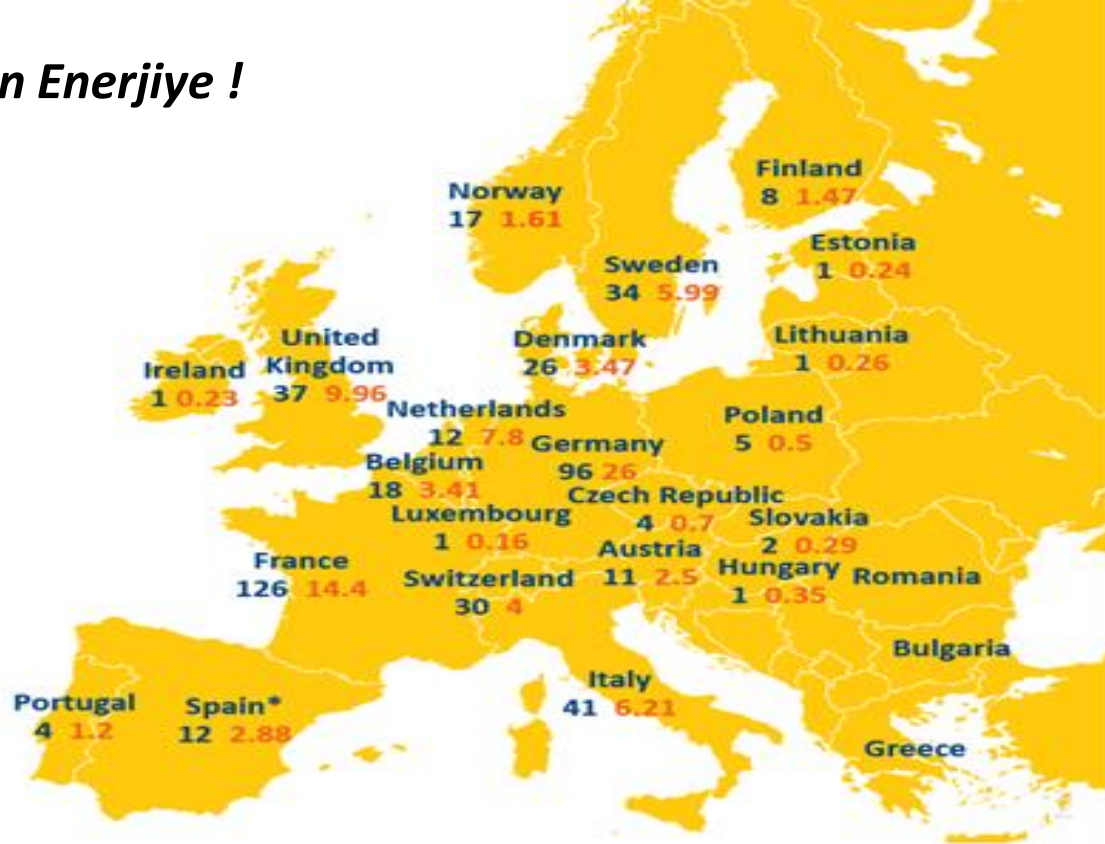 n Enerjiye !
Finland
8 1.47
Norway
17 1.61
Estonia
1 0.24
Sweden
34 5.99
United
Kingdom
37 9.96
Denmark
26 3.47
Lithuania
1 0.26
Ireland
1 0.23
Netherlands
12 7.8
Poland
5 0.5
Germany
96 26
Belgium
18 3.41
Czech Republic
4 0.7
Luxembourg
1 0.16
Slovakia
2 0.29
France
126 14.4
Austria
11 2.5
Switzerland
30 4
Hungary
1 0.35
Romania
Bulgaria
Italy
41 6.21
Portugal
4 1.2
Spain*
12 2.88
Greece